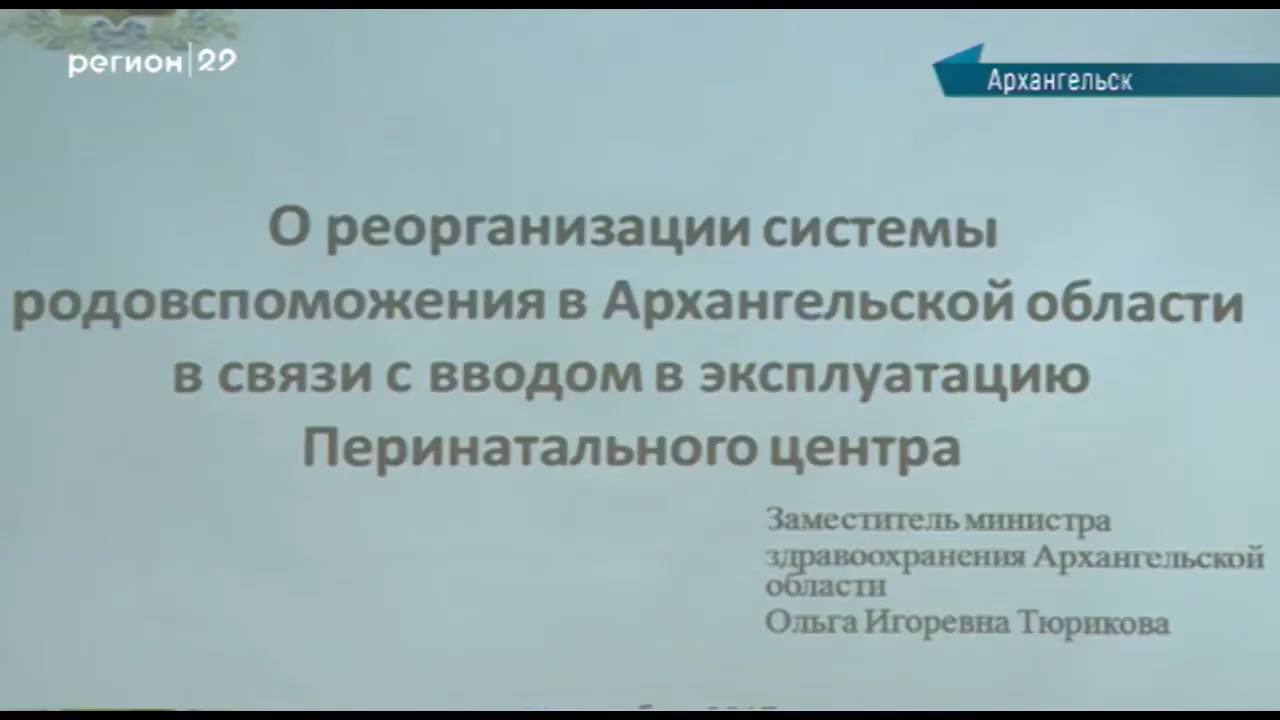 регион|29
Архангельск
О реорганизации системы
родовспоможения в Архангельской области
в связи с вводом в эксплуатацию
Перинатального центра
Заместитель министра
здравоохранения Архангельской
области
Ольга Игоревна Тюрикова